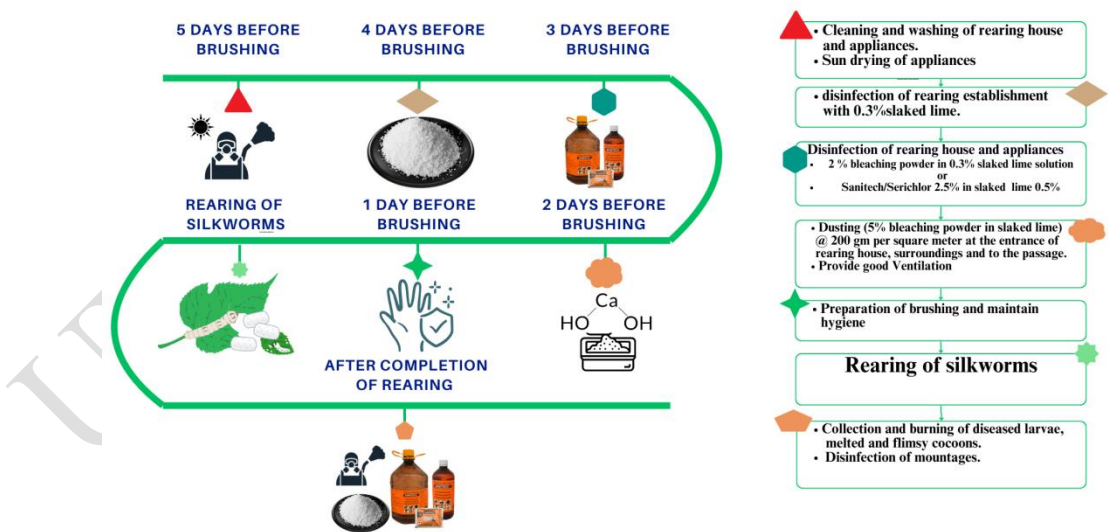 5 DAYS BEFORE
BRUSHING
4 DAYS BEFORE
BRUSHING
3 DAYS BEFORE
BRUSHING
REARING OF
SILKWORMS
1 DAY BEFORE
BRUSHING
2 DAYS BEFORE
BRUSHING
Ca
HO OH
AFTER COMPLETION
OF REARING
• Cleaning and washing of rearing house
and appliances.
• Sun drying of appliances
• disinfection of rearing establishment
with 0.3%slaked lime.
Disinfection of rearing house and appliances
• 2 % bleaching powder in 0.3% slaked lime solution
or
• Sanitech/Serichlor 2.5% in slaked lime 0.5%
• Dusting (5% bleaching powder in slaked lime)
@ 200 gm per square meter at the entrance of
rearing house, surroundings and to the passage.
• Provide good Ventilation
• Preparation of brushing and maintain
hygiene
Rearing of silkworms
• Collection and burning of diseased larvae,
melted and flimsy cocoons.
• Disinfection of mountages.